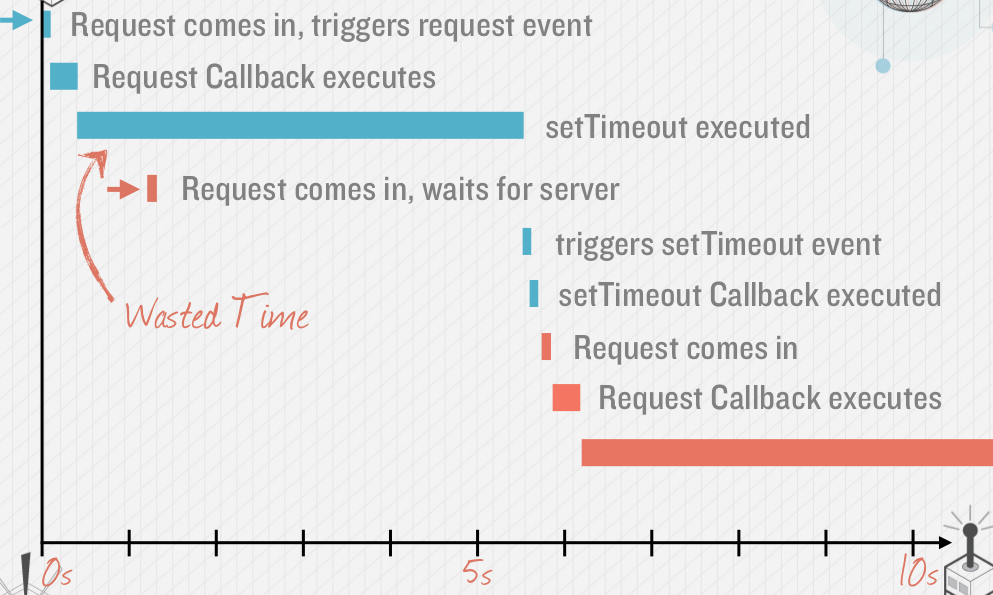 Request comes in, triggers request event
Request Callback executes
setTimeout executed
Request comes in, waits for server
triggers setTimeout event
setTimeout Callback executed
Wasted Time
Request comes in
Request Callback executes
0s
5s
10s